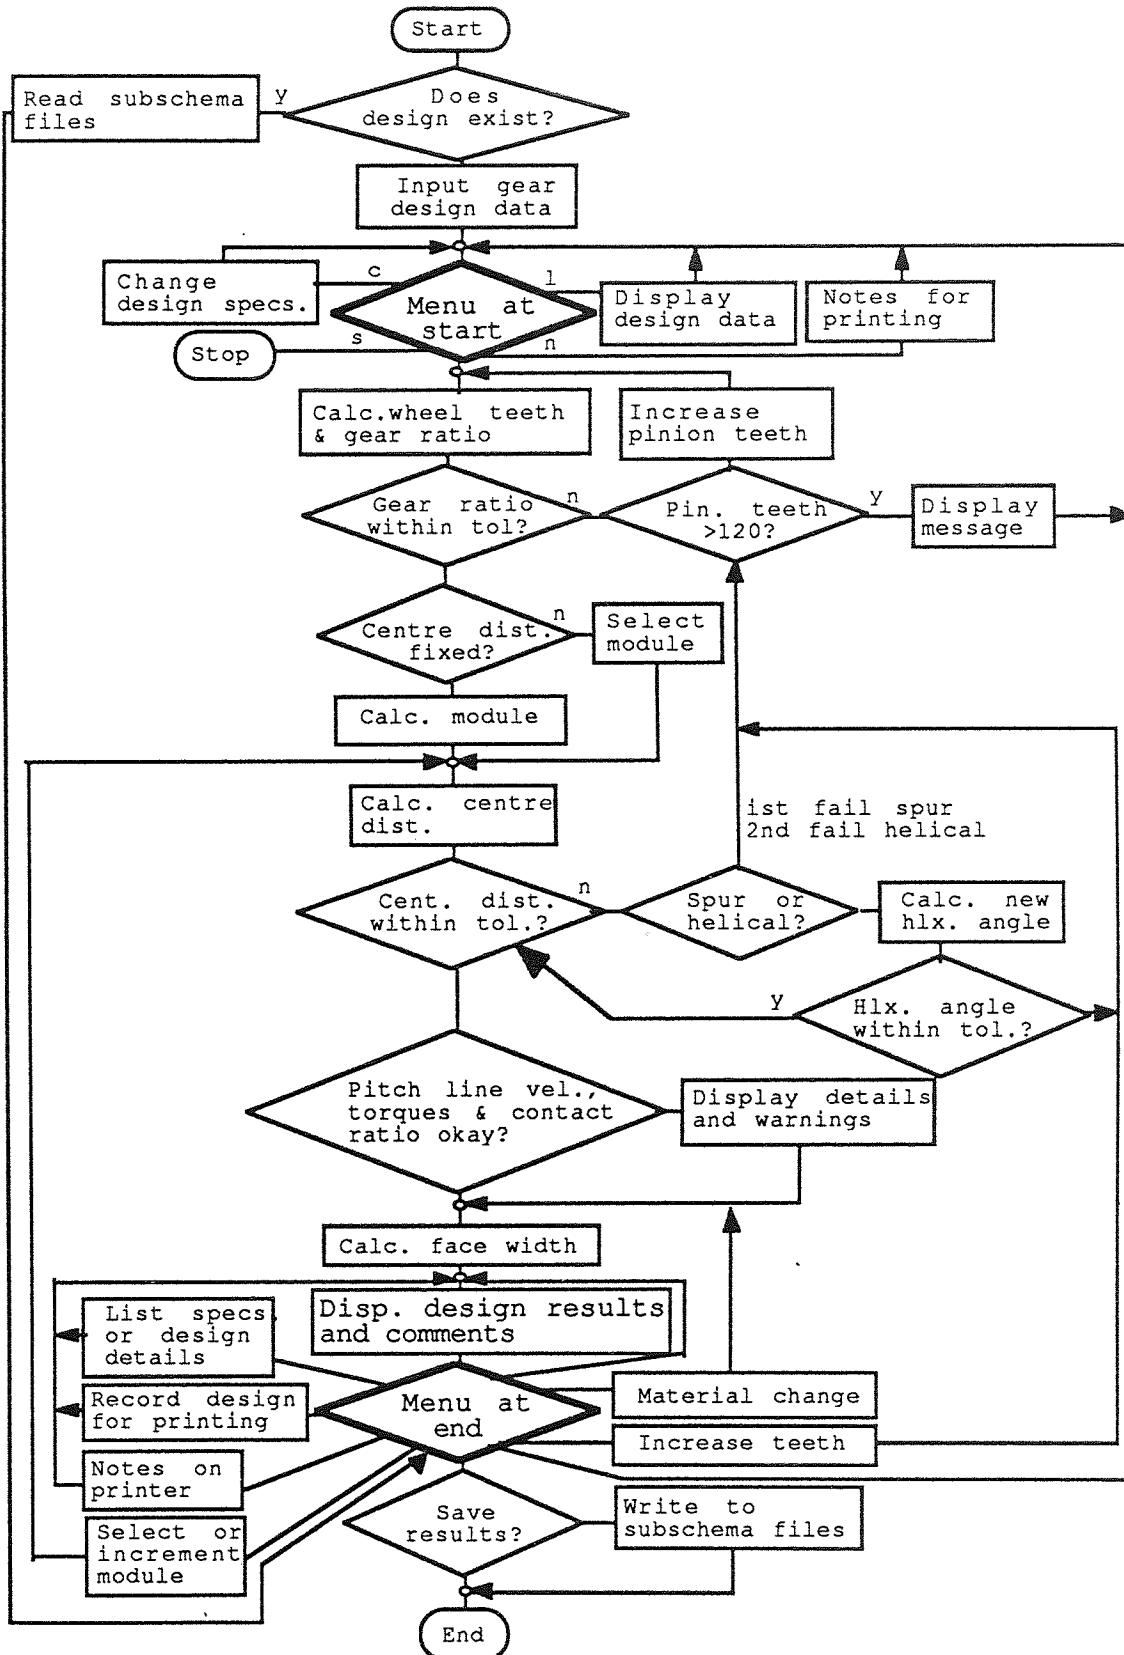 Start
Read subschema
files
y
Does
design exist?
Input gear
design data
Change
design specs.
c
Menu at
start
l
Display
design data
Notes for
printing
Stop
s
n
Calc.wheel teeth
& gear ratio
Increase
pinion teeth
Gear ratio
within tol?
n
Pin. teeth
>120?
y
Display
message
Centre dist.
fixed?
n
Select
module
Calc. module
Calc. centre
dist.
ist fail spur
2nd fail helical
Cent. dist.
within tol.?
n
Spur or
helical?
Calc. new
hlx. angle
y
Hlx. angle
within tol.?
Pitch line vel.,
torques & contact
ratio okay?
Display details
and warnings
Calc. face width
List specs.
or design
details
Disp. design results
and comments
Record design
for printing
Menu at
end
Material change
Increase teeth
Notes on
printer
Select or
increment
module
Save
results?
Write to
subschema files
End